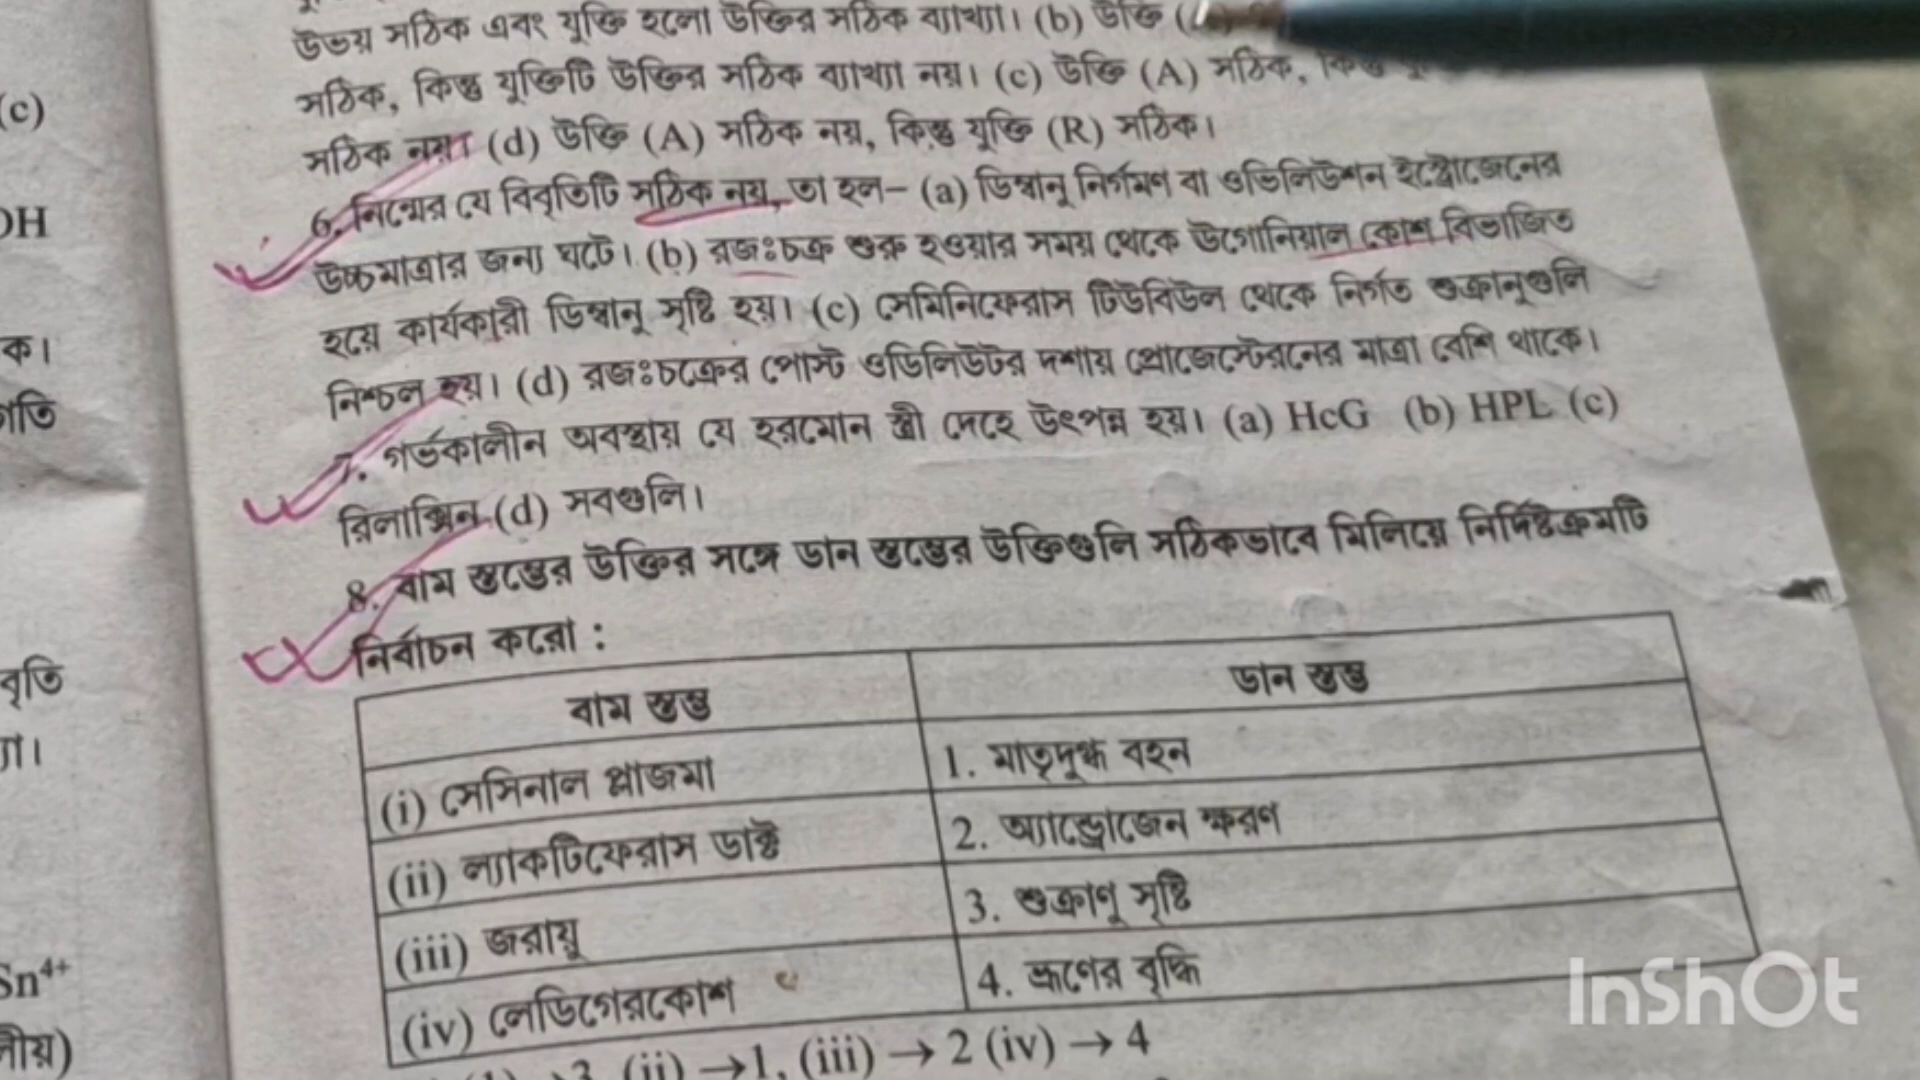 উভয় সঠিক এবং যুক্তি হলো উক্তির সঠিক ব্যাখ্যা। (b) উক্তি
সঠিক, কিন্তু যুক্তিটি উক্তির সঠিক ব্যাখ্যা নয়। (c) উক্তি (A) সঠিক,
সঠিক নয়। (d) উক্তি (A) সঠিক নয়, কিন্তু যুক্তি (R) সঠিক।
6. নিম্নের যে বিবৃতিটি সঠিক নয়, তা হল– (a) ডিম্বানু নির্গমণ বা ওভিলিউশন ইস্ট্রোজেনের
উচ্চমাত্রার জন্য ঘটে। (b) রজঃচক্র শুরু হওয়ার সময় থেকে উগোনিয়াল কোশ বিভাজিত
হয়ে কার্যকারী ডিম্বানু সৃষ্টি হয়। (c) সেমিনিফেরাস টিউবিউল থেকে নির্গত শুক্রানুগুলি
নিশ্চল হয়। (d) রজঃচক্রের পোস্ট ওডিলিউটর দশায় প্রোজেস্টেরনের মাত্রা বেশি থাকে।
7. গর্ভকালীন অবস্থায় যে হরমোন স্ত্রী দেহে উৎপন্ন হয়। (a) HcG (b) HPL (c)
রিলাক্সিন (d) সবগুলি।
8. বাম স্তম্ভের উক্তির সঙ্গে ডান স্তম্ভের উক্তিগুলি সঠিকভাবে মিলিয়ে নির্দিষ্টক্রমটি
নির্বাচন করো :
বাম স্তম্ভ ডান স্তম্ভ
(i) সেসিনাল প্লাজমা 1. মাতৃদুগ্ধ বহন
(ii) ল্যাকটিফেরাস ডাক্ট 2. অ্যান্ড্রোজেন ক্ষরণ
(iii) জরায়ু 3. শুক্রাণু সৃষ্টি
(iv) লেডিগেরকোশ 4. ভ্রূণের বৃদ্ধি
3, (ii) →1, (iii) → 2 (iv) → 4
(c)
OH
ক।
বৃতি
Sn⁴⁺
InShOt